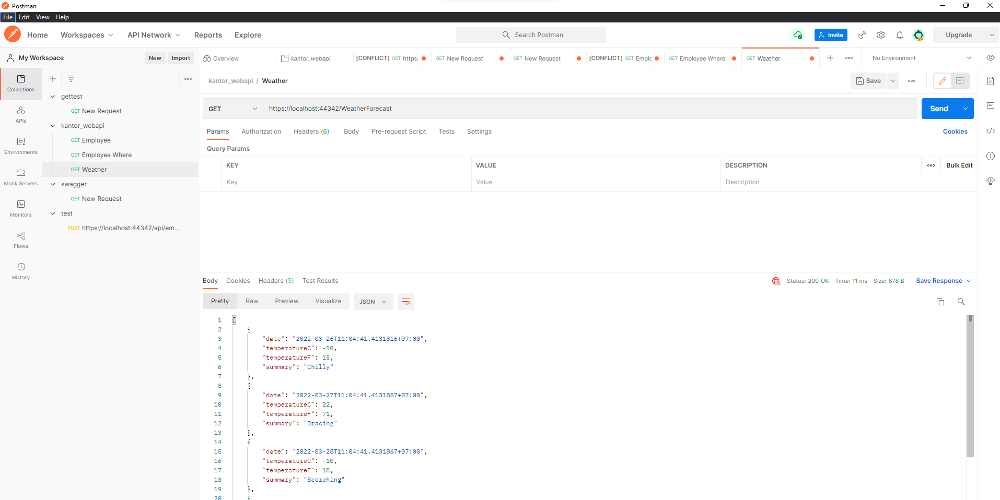 Postman
File Edit View Help
Home Workspaces API Network Reports Explore Search Postman Invite Upgrade
My Workspace New Import Overview kantor_webapi [CONFLICT] GET https: GET New Request GET New Request [CONFLICT] GET Emplc GET Employee Where GET Weather No Environment
Collections
APIs
Environments
Mock Servers
Monitors
Flows
History
gettest
GET New Request
kantor_webapi
GET Employee
GET Employee Where
GET Weather
swagger
GET New Request
test
POST https://localhost:44342/api/em...
kantor_webapi / Weather Save
GET https://localhost:44342/WeatherForecast Send
Params Authorization Headers (6) Body Pre-request Script Tests Settings Cookies
Query Params
KEY VALUE DESCRIPTION Bulk Edit
Key Value Description
Body Cookies Headers (5) Test Results Status: 200 OK Time: 11 ms Size: 678 B Save Response
Pretty Raw Preview Visualize JSON
1 [
2 {
3 "date": "2022-03-26T11:04:41.4131816+07:00",
4 "temperatureC": -10,
5 "temperatureF": 15,
6 "summary": "Chilly"
7 },
8 {
9 "date": "2022-03-27T11:04:41.4131857+07:00",
10 "temperatureC": 22,
11 "temperatureF": 71,
12 "summary": "Bracing"
13 },
14 {
15 "date": "2022-03-28T11:04:41.4131867+07:00",
16 "temperatureC": -10,
17 "temperatureF": 15,
18 "summary": "Scorching"
19 },
20 {